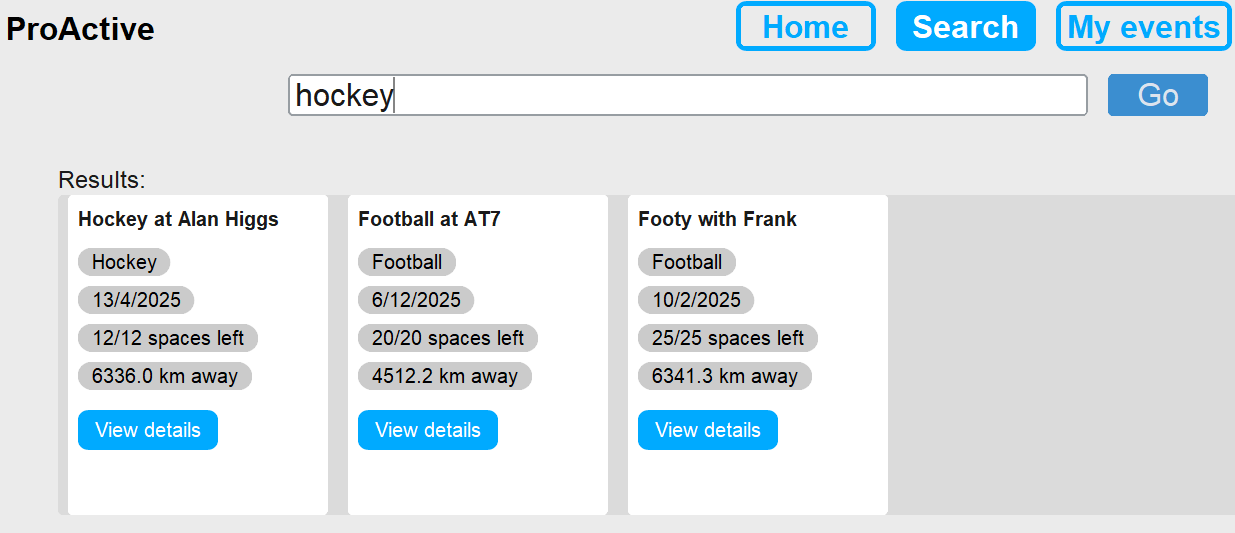 ProActive
Home
Search
My events
hockey
Go
Results:
Hockey at Alan Higgs
Hockey
13/4/2025
12/12 spaces left
6336.0 km away
View details
Football at AT7
Football
6/12/2025
20/20 spaces left
4512.2 km away
View details
Footy with Frank
Football
10/2/2025
25/25 spaces left
6341.3 km away
View details